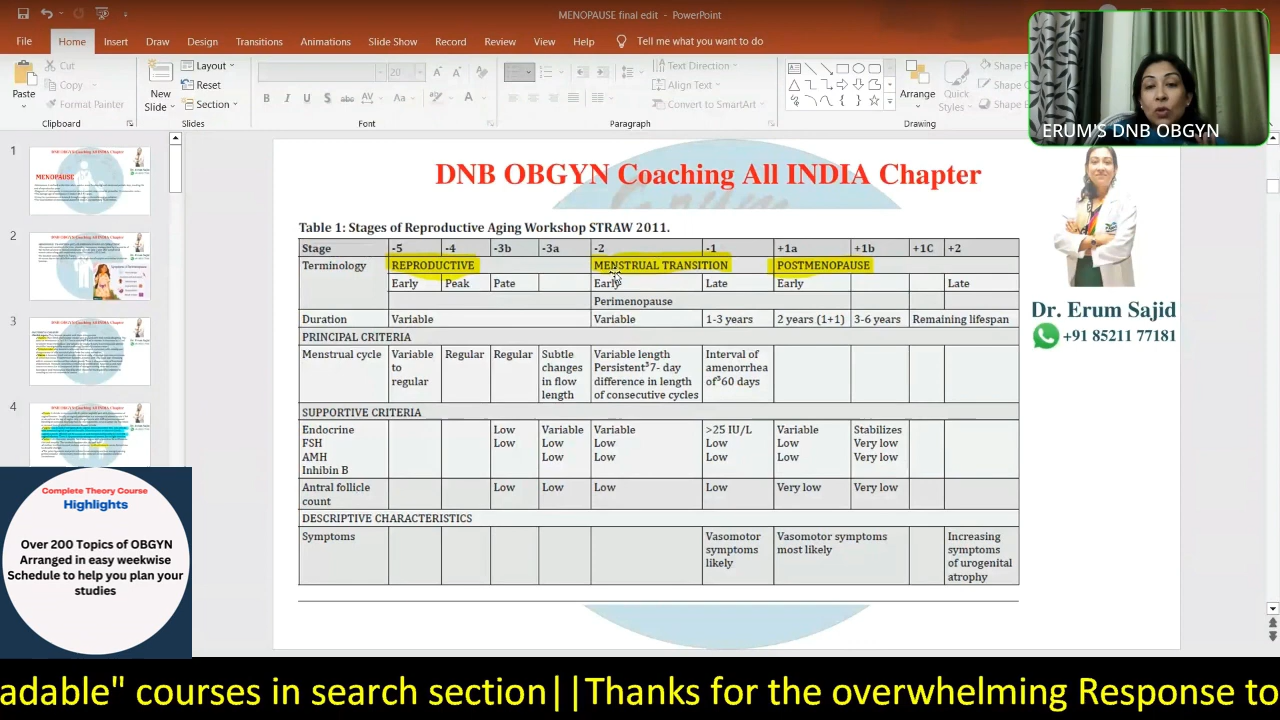 MENOPAUSE final edit - PowerPoint
File Home Insert Draw Design Transitions Animations Slide Show Record Review View Help Tell me what you want to do
Paste
Cut
Copy
Format Painter
Clipboard
New Slide
Layout
Reset
Section
Slides
20
Font
Text Direction
Align Text
Convert to SmartArt
Paragraph
Arrange
Quick Styles
Shape
Shape
Drawing
ERUM'S DNB OBGYN
1
MENOPAUSE
2
3
4
Complete Theory Course
Highlights
Over 200 Topics of OBGYN
Arranged in easy weekwise
Schedule to help you plan your
studies
DNB OBGYN Coaching All INDIA Chapter
Table 1: Stages of Reproductive Aging Workshop STRAW 2011.
Stage -5 -4 -3b -3a -2 -1 +1a +1b +1C +2
Terminology REPRODUCTIVE MENSTRUAL TRANSITION POSTMENOPAUSE
Early Peak Pate Early Late Early Late
Perimenopause
Duration Variable Variable 1-3 years 2 years (1+1) 3-6 years Remaining lifespan
PRINCIPAL CRITERIA
Menstrual cycle Variable Regular Regular Subtle Variable length Interval of
to changes Persistent³7- day amenorrhea
regular in flow difference in length of³60 days
length of consecutive cycles
SUPPORTIVE CRITERIA
Endocrine Low Variable Variable >25 IU/L Variable Stabilizes
FSH Low Low Low Low Low Very low
AMH Low Low Low Low Very low
Inhibin B
Antral follicle Low Low Low Low Very low Very low
count
DESCRIPTIVE CHARACTERISTICS
Symptoms Vasomotor Vasomotor symptoms Increasing
symptoms most likely symptoms
likely of urogenital
atrophy
Dr. Erum Sajid
+91 85211 77181
adable" courses in search section||Thanks for the overwhelming Response to